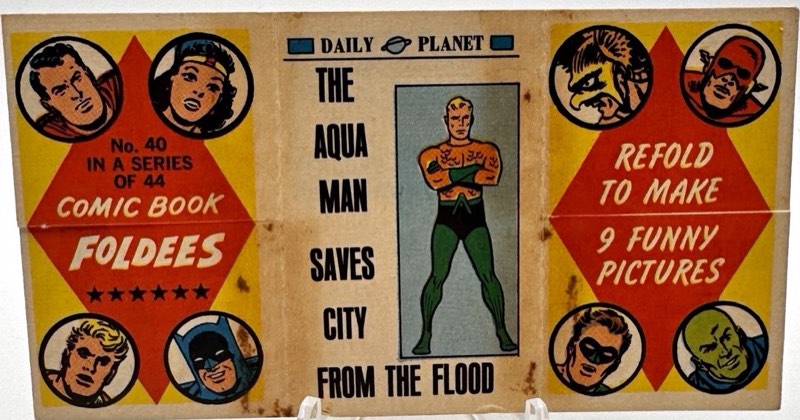 No. 40
IN A SERIES
OF 44
COMIC BOOK
FOLDEES
DAILY PLANET
THE
AQUA
MAN
SAVES
CITY
FROM THE FLOOD
REFOLD
TO MAKE
9 FUNNY
PICTURES